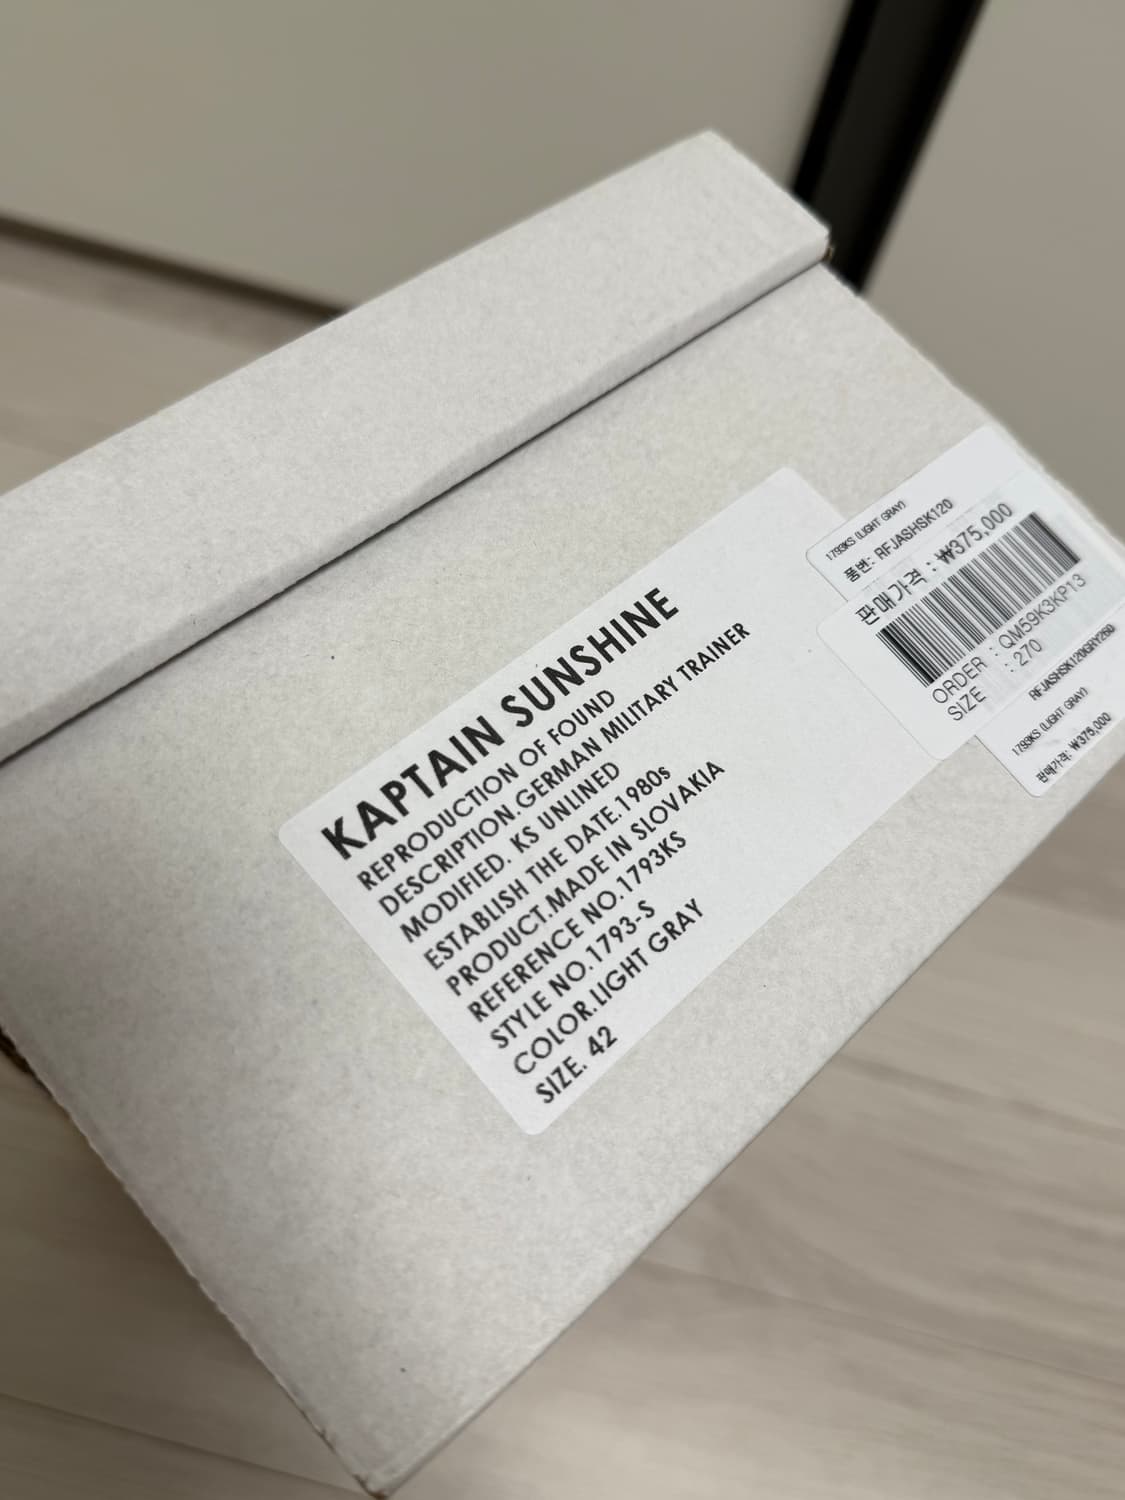 KAPTAIN SUNSHINE
REPRODUCTION OF FOUND
DESCRIPTION.GERMAN MILITARY TRAINER
MODIFIED. KS UNLINED
ESTABLISH THE DATE.1980s
PRODUCT.MADE IN SLOVAKIA
REFERENCE NO.1793KS
STYLE NO.1793-S
COLOR.LIGHT GRAY
SIZE. 42
1793KS (LIGHT GRAY)
품번: RFJASHSK120
판매가격 : ₩375,000
ORDER : QM59K3KP13
SIZE : 270
RFJASHSK120GRY260
1793KS (LIGHT GRAY)
판매가격: ₩375,000